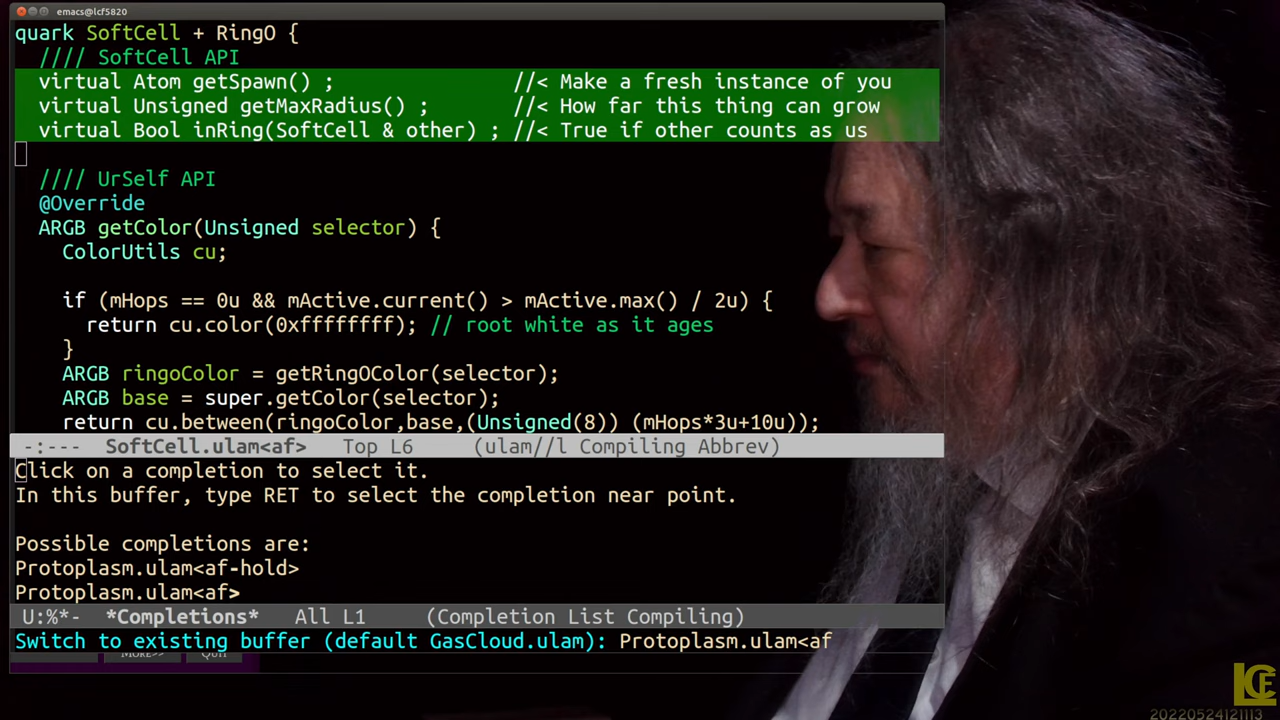 emacs@lcf5820
quark SoftCell + RingO {
//// SoftCell API
virtual Atom getSpawn() ; //< Make a fresh instance of you
virtual Unsigned getMaxRadius() ; //< How far this thing can grow
virtual Bool inRing(SoftCell & other) ; //< True if other counts as us
//// UrSelf API
@Override
ARGB getColor(Unsigned selector) {
ColorUtils cu;
if (mHops == 0u && mActive.current() > mActive.max() / 2u) {
return cu.color(0xffffffff); // root white as it ages
}
ARGB ringoColor = getRingOColor(selector);
ARGB base = super.getColor(selector);
return cu.between(ringoColor,base,(Unsigned(8)) (mHops*3u+10u));
-:--- SoftCell.ulam<af> Top L6 (ulam//l Compiling Abbrev)
Click on a completion to select it.
In this buffer, type RET to select the completion near point.
Possible completions are:
Protoplasm.ulam<af-hold>
Protoplasm.ulam<af>
U:%*- *Completions* All L1 (Completion List Compiling)
Switch to existing buffer (default GasCloud.ulam): Protoplasm.ulam<af
MORE>> QUIT
LCF
20220524121113